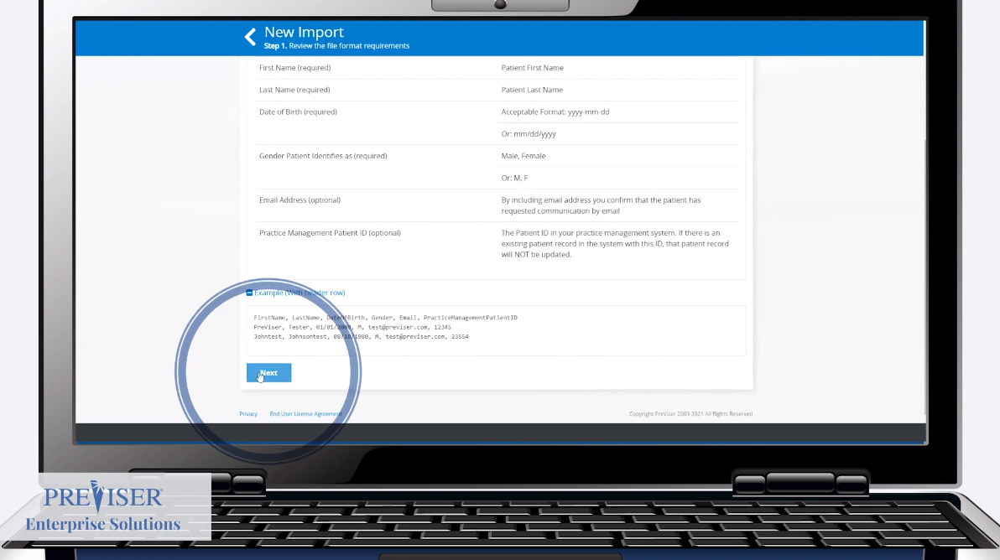 New Import
Step 1. Review the file format requirements
First Name (required)
Patient First Name
Last Name (required)
Patient Last Name
Date of Birth (required)
Acceptable Format: yyyy-mm-dd
Or: mm/dd/yyyy
Gender Patient Identifies as (required)
Male, Female
Or: M, F
Email Address (optional)
By including email address you confirm that the patient has
requested communication by email
Practice Management Patient ID (optional)
The Patient ID in your practice management system. If there is an
existing patient record in the system with this ID, that patient record
will NOT be updated.
Example (With header row)
FirstName, LastName, DateOfBirth, Gender, Email, PracticeManagementPatientID
PreViser, Tester, 01/01/2000, M, test@previser.com, 12345
Johntest, Johnsontest, 08/10/1980, M, test@previser.com, 23554
Next
Privacy
End User License Agreement
Copyright PreViser 2003-2021 All Rights Reserved
PREVISER
Enterprise Solutions